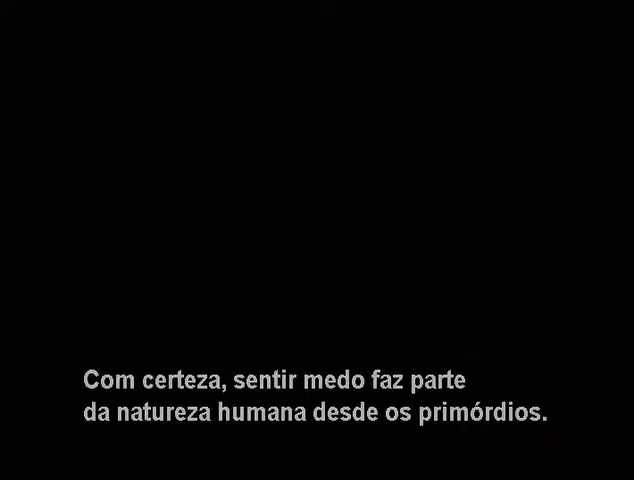 Com certeza, sentir medo faz parte
da natureza humana desde os primórdios.